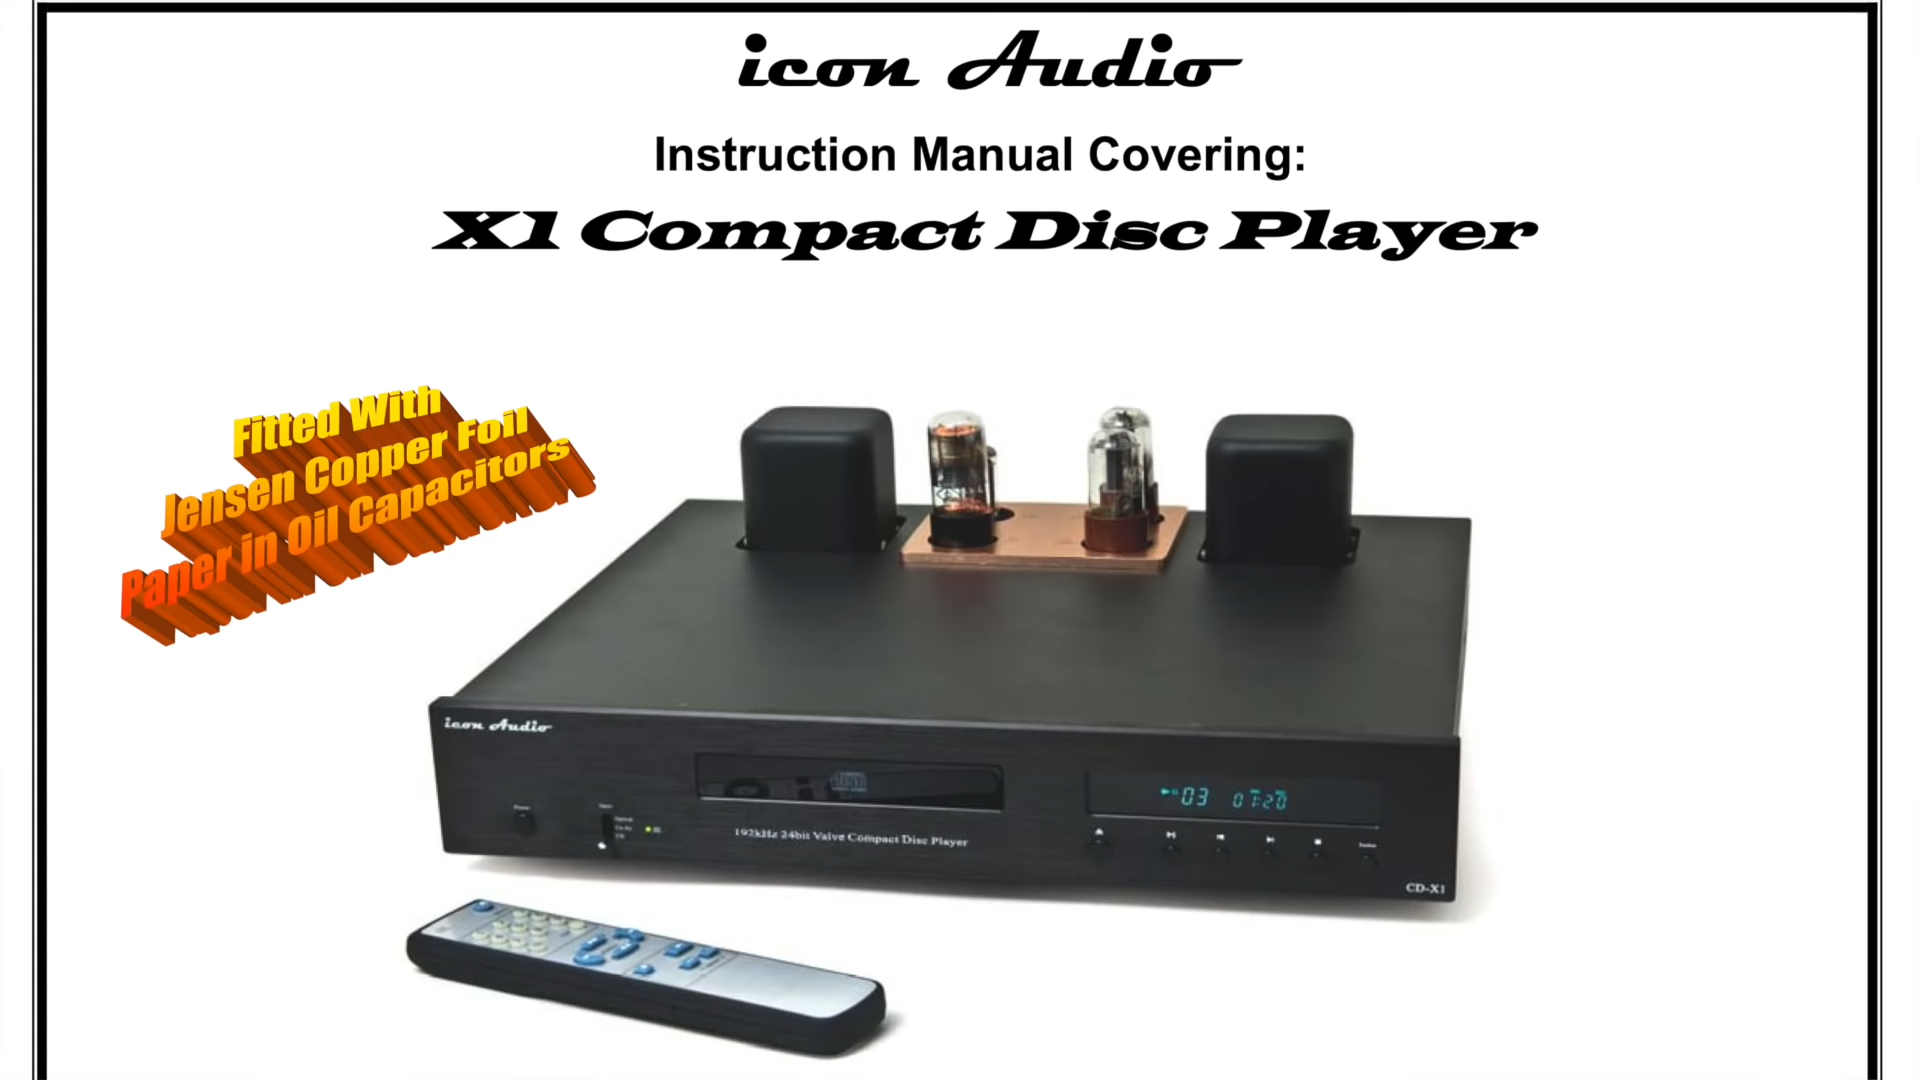 icon Audio
Instruction Manual Covering:
X1 Compact Disc Player
Fitted With
Jensen Copper Foil
Paper in Oil Capacitors
icon Audio
03 07:20
192kHz 24bit Valve Compact Disc Player
CD-X1